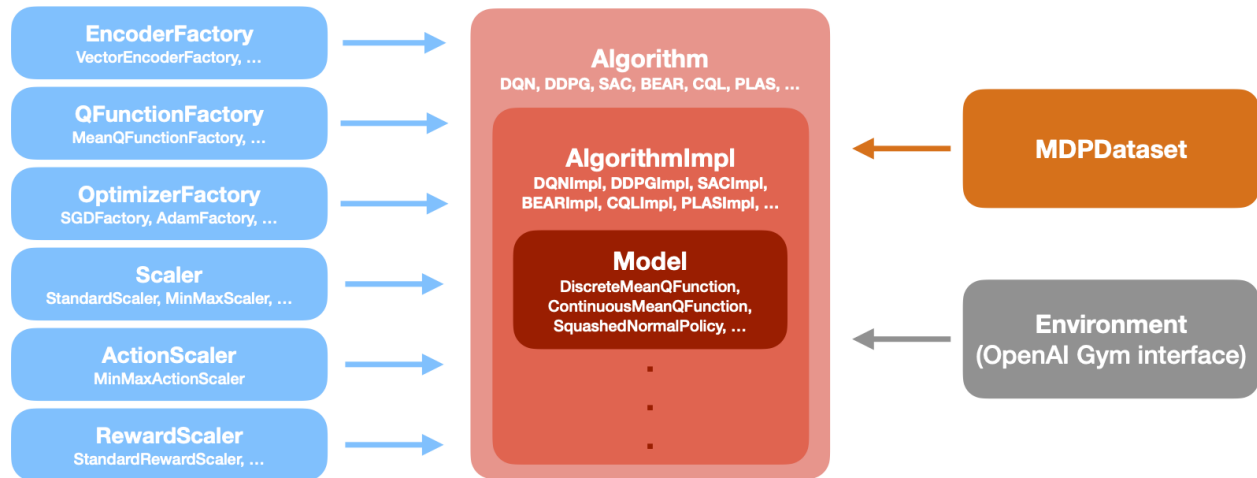 EncoderFactory
VectorEncoderFactory, ...
QFunctionFactory
MeanQFunctionFactory, ...
OptimizerFactory
SGDFactory, AdamFactory, ...
Scaler
StandardScaler, MinMaxScaler, ...
ActionScaler
MinMaxActionScaler
RewardScaler
StandardRewardScaler, ...
Algorithm
DQN, DDPG, SAC, BEAR, CQL, PLAS, ...
AlgorithmImpl
DQNImpl, DDPGImpl, SACImpl,
BEARImpl, CQLImpl, PLASImpl, ...
Model
DiscreteMeanQFunction,
ContinuousMeanQFunction,
SquashedNormalPolicy, ...
.
.
.
MDPDataset
Environment
(OpenAI Gym interface)